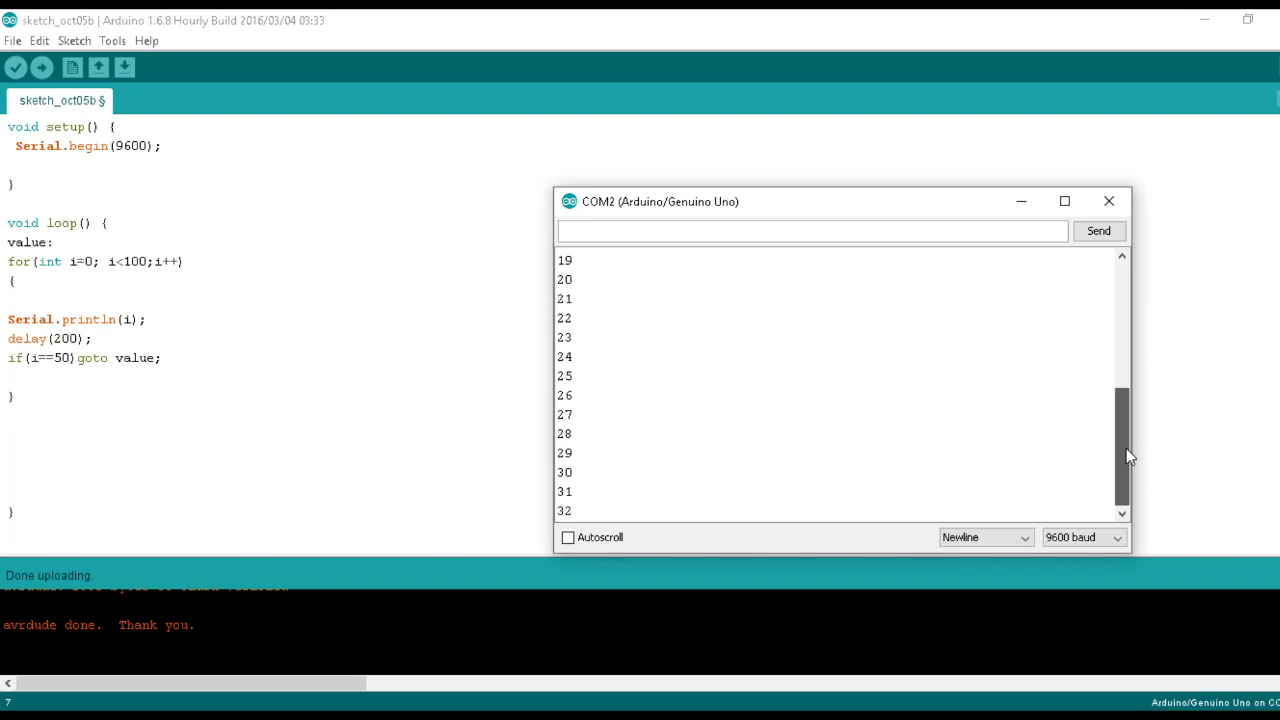 sketch_oct05b | Arduino 1.6.8 Hourly Build 2016/03/04 03:33
File Edit Sketch Tools Help
sketch_oct05b §
void setup() {
Serial.begin(9600);
}
void loop() {
value:
for(int i=0; i<100;i++)
{
Serial.println(i);
delay(200);
if(i==50)goto value;
}
}
COM2 (Arduino/Genuino Uno)
Send
19
20
21
22
23
24
25
26
27
28
29
30
31
32
Autoscroll
Newline
9600 baud
Done uploading.
avrdude done. Thank you.
7
Arduino/Genuino Uno on CO